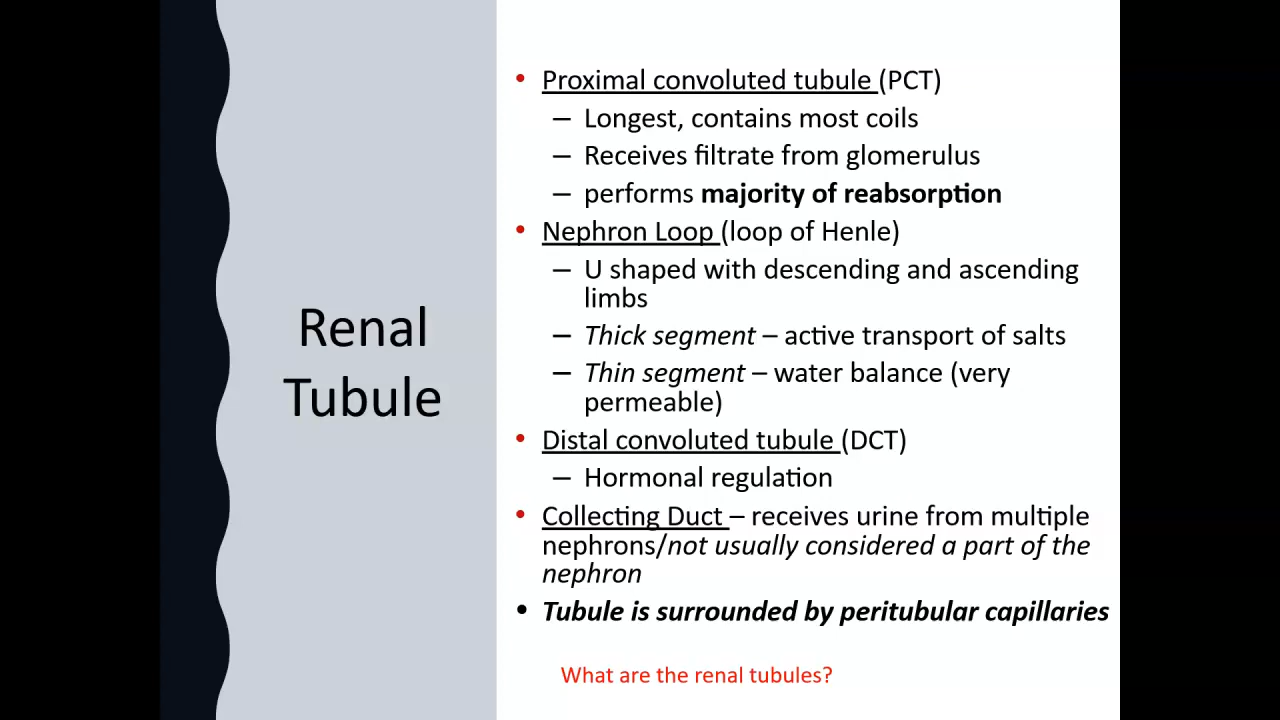 Renal
Tubule
• Proximal convoluted tubule (PCT)
– Longest, contains most coils
– Receives filtrate from glomerulus
– performs majority of reabsorption
• Nephron Loop (loop of Henle)
– U shaped with descending and ascending
limbs
– Thick segment – active transport of salts
– Thin segment – water balance (very
permeable)
• Distal convoluted tubule (DCT)
– Hormonal regulation
• Collecting Duct – receives urine from multiple
nephrons/not usually considered a part of the
nephron
• Tubule is surrounded by peritubular capillaries
What are the renal tubules?